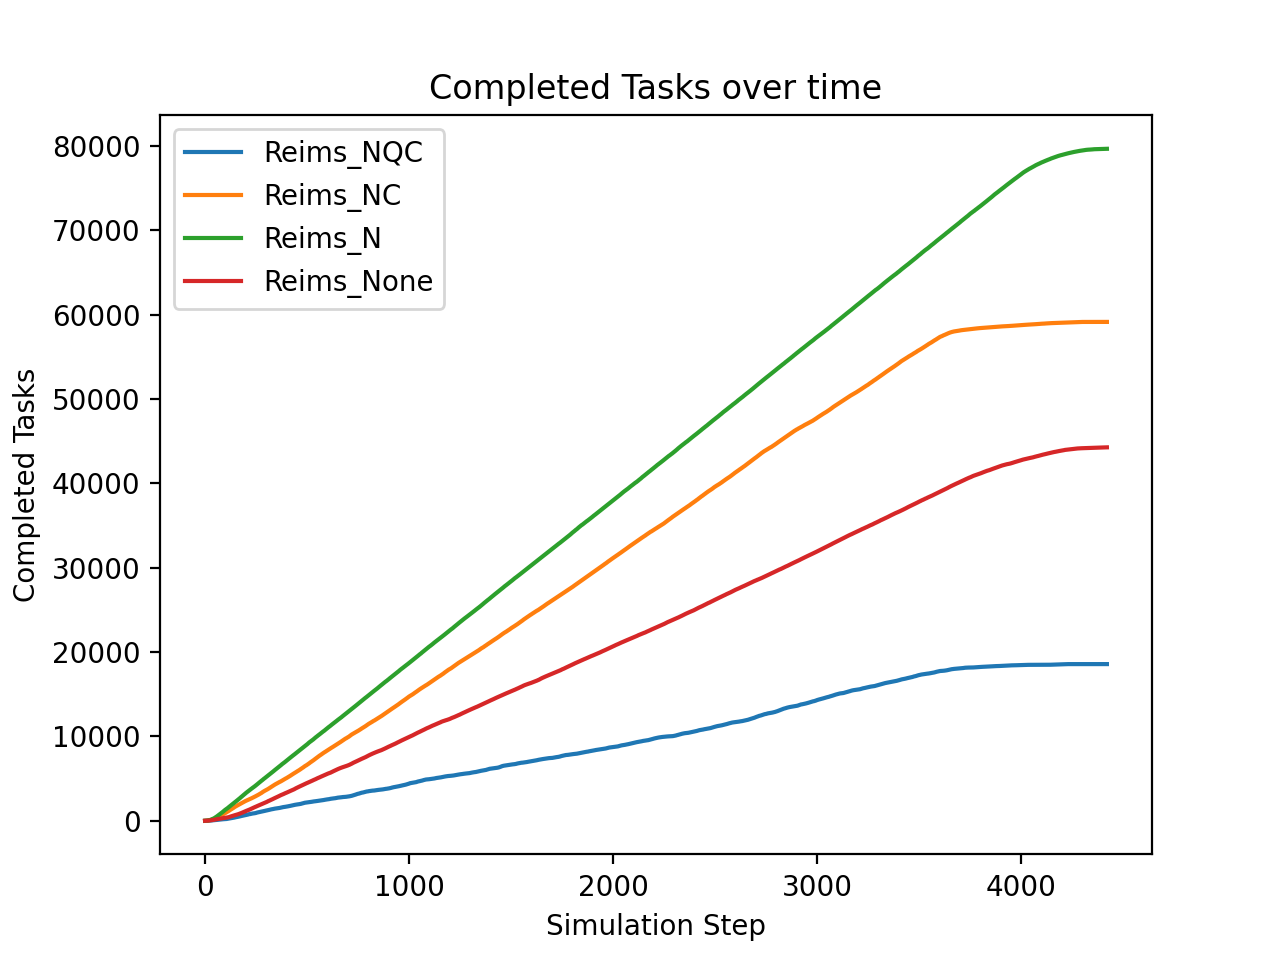 Completed Tasks over time
Reims_NQC
Reims_NC
Reims_N
Reims_None
80000
70000
60000
50000
40000
30000
20000
10000
0
Completed Tasks
0 1000 2000 3000 4000
Simulation Step